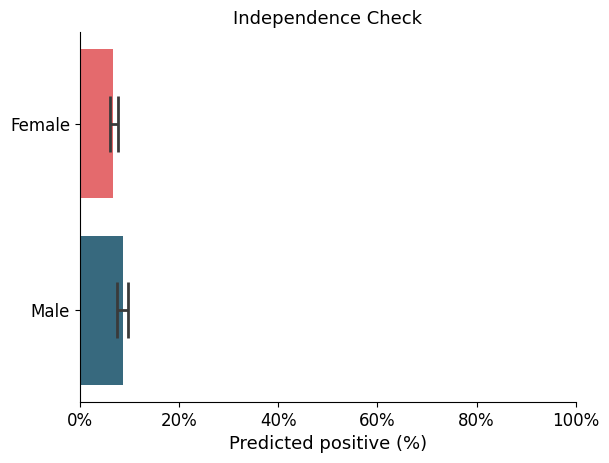 Independence Check
Female
Male
0% 20% 40% 60% 80% 100%
Predicted positive (%)